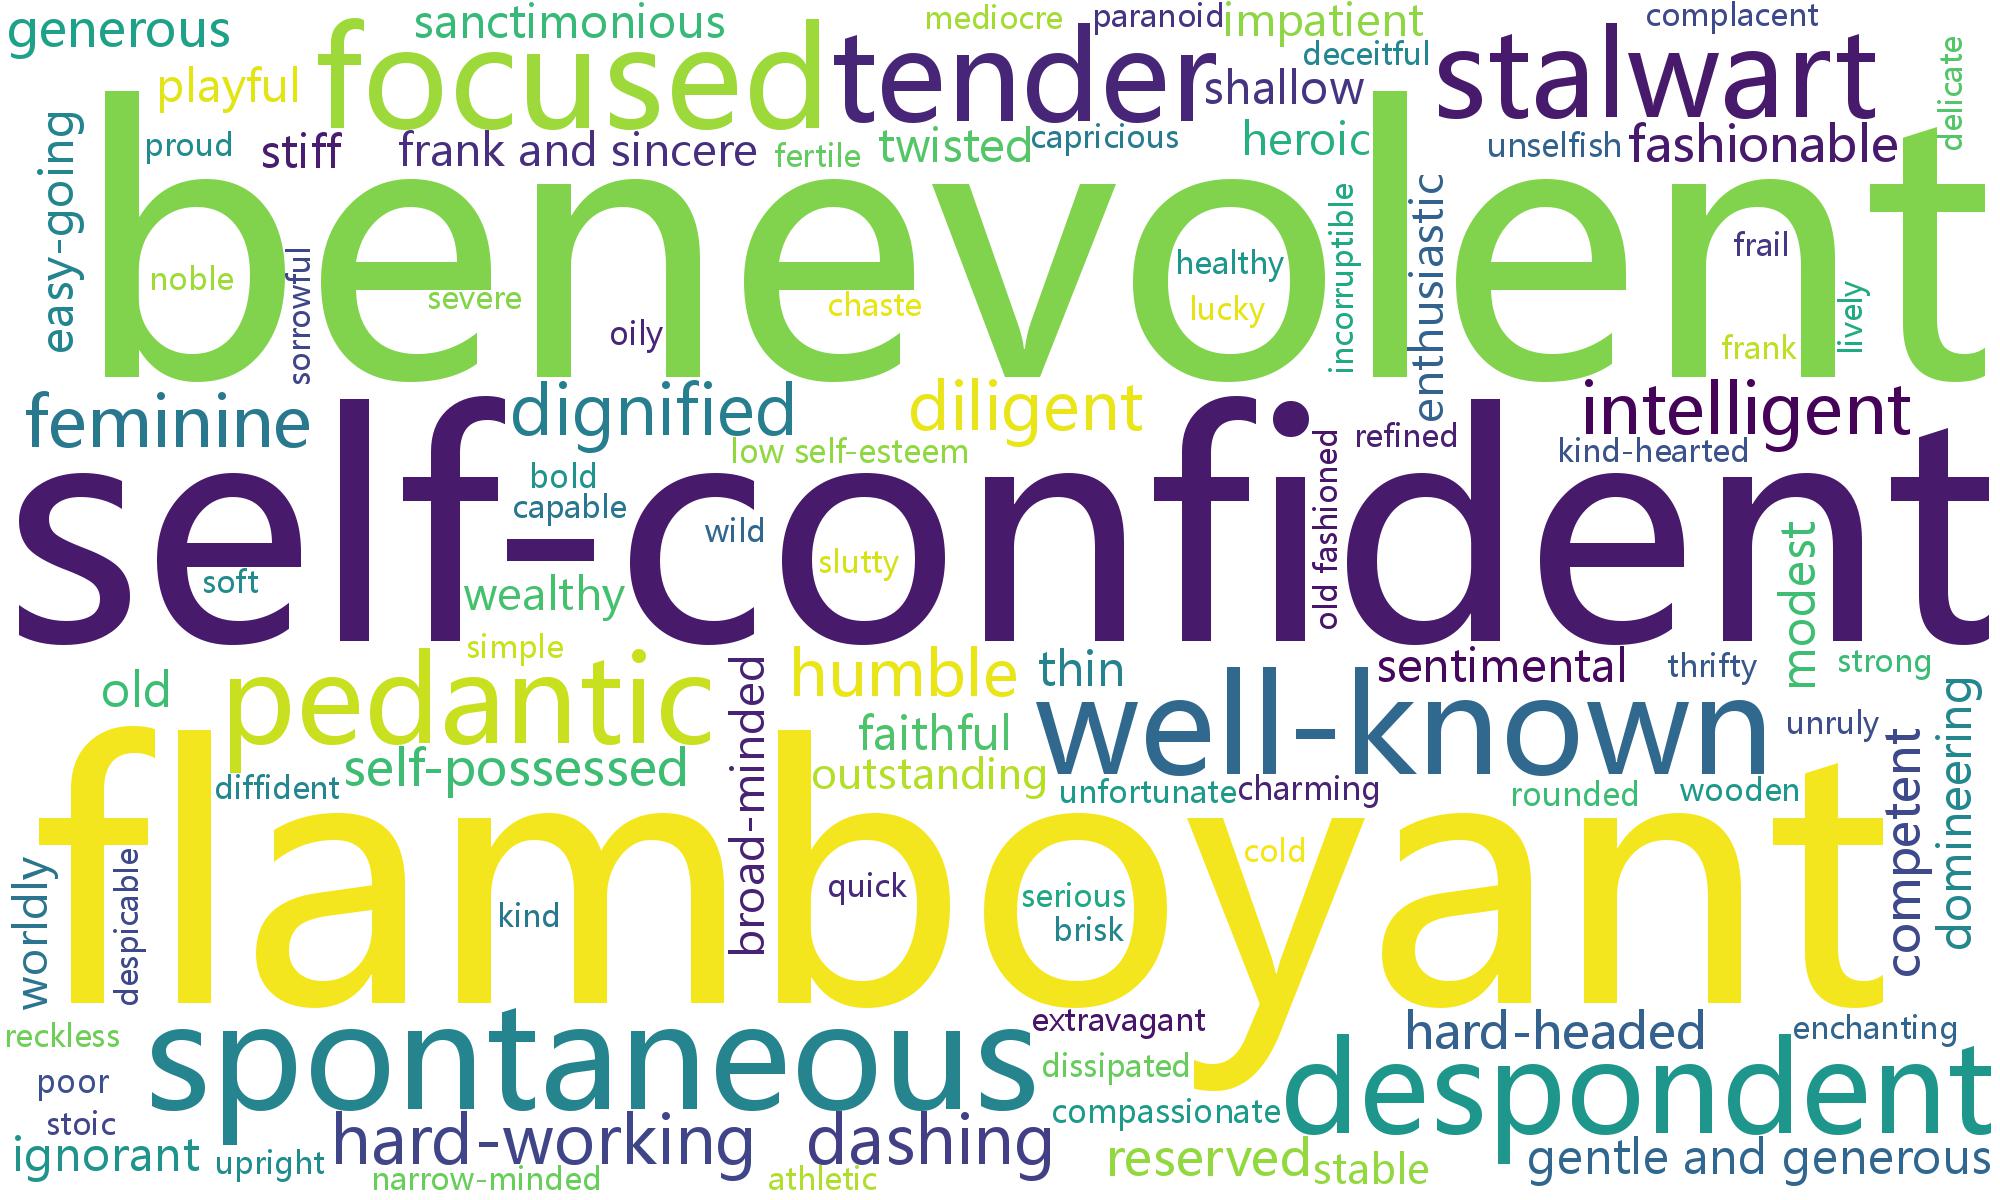 generous
sanctimonious
mediocre
paranoid
impatient
complacent
playful
focused
tender
deceitful
shallow
stalwart
delicate
easy-going
proud
stiff
frank and sincere
fertile
twisted
capricious
heroic
unselfish
fashionable
benevolent
noble
sorrowful
severe
oily
chaste
healthy
lucky
incorruptible
enthusiastic
frail
frank
lively
feminine
dignified
diligent
intelligent
low self-esteem
refined
kind-hearted
self-confident
bold
capable
wild
slutty
soft
wealthy
old fashioned
modest
simple
old
pedantic
broad-minded
humble
thin
sentimental
thrifty
strong
faithful
well-known
unruly
domineering
competent
self-possessed
diffident
outstanding
unfortunate
charming
rounded
wooden
flamboyant
worldly
despicable
kind
quick
serious
brisk
cold
reckless
spontaneous
extravagant
hard-headed
enchanting
poor
dissipated
despondent
stoic
compassionate
ignorant
upright
hard-working
dashing
reserved
stable
gentle and generous
narrow-minded
athletic